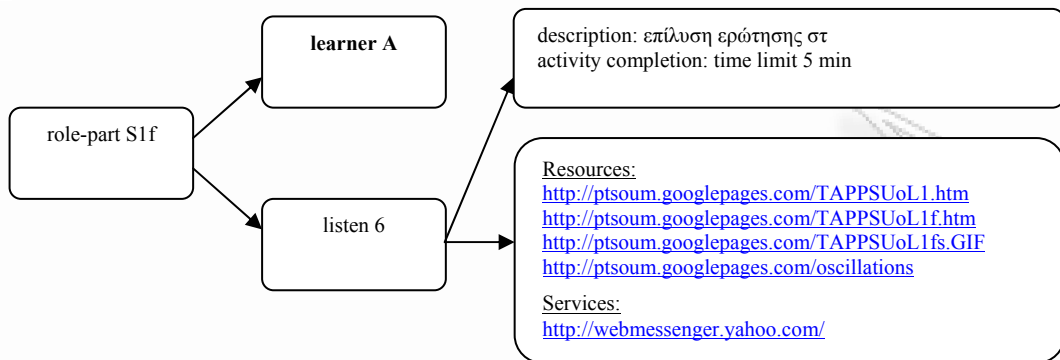 learner A
description: επίλυση ερώτησης στ
activity completion: time limit 5 min
role-part S1f
listen 6
Resources:
http://ptsoum.googlepages.com/TAPPSUoL1.htm
http://ptsoum.googlepages.com/TAPPSUoL1f.htm
http://ptsoum.googlepages.com/TAPPSUoL1fs.GIF
http://ptsoum.googlepages.com/oscillations
Services:
http://webmessenger.yahoo.com/